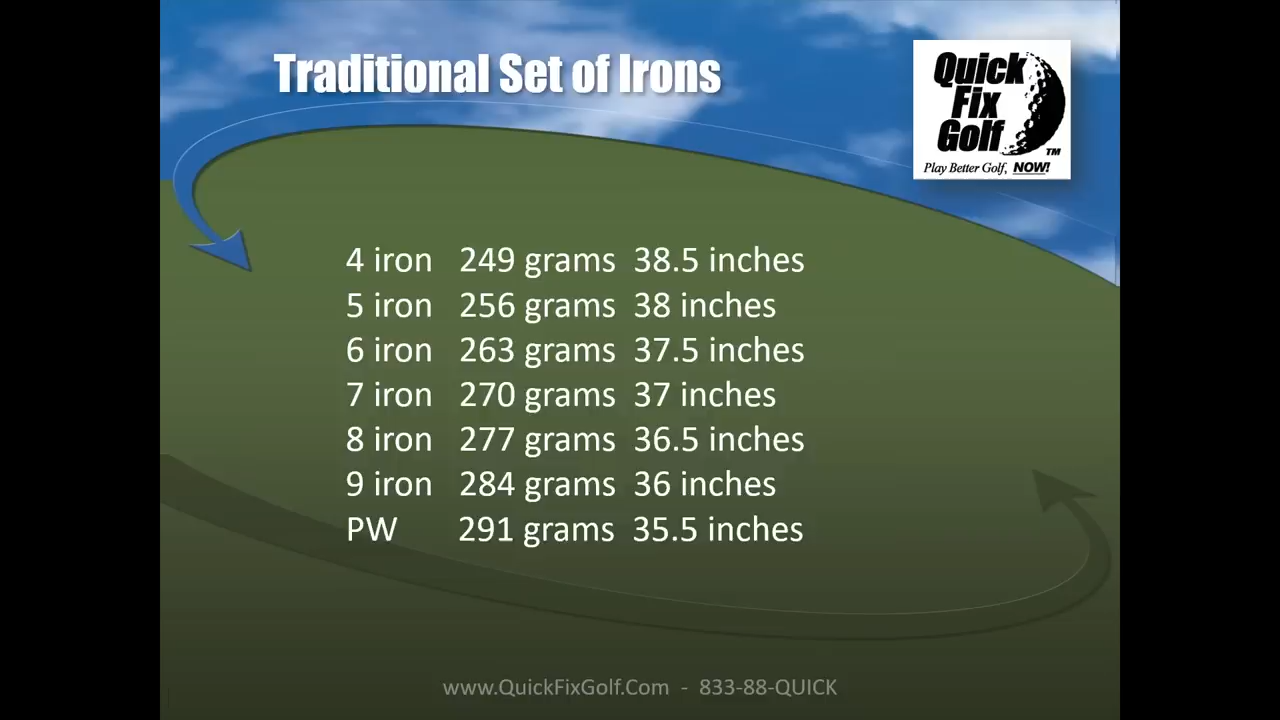 Traditional Set of Irons
Quick
Fix
Golf
TM
Play Better Golf, NOW!
4 iron 249 grams 38.5 inches
5 iron 256 grams 38 inches
6 iron 263 grams 37.5 inches
7 iron 270 grams 37 inches
8 iron 277 grams 36.5 inches
9 iron 284 grams 36 inches
PW 291 grams 35.5 inches
www.QuickFixGolf.Com - 833-88-QUICK